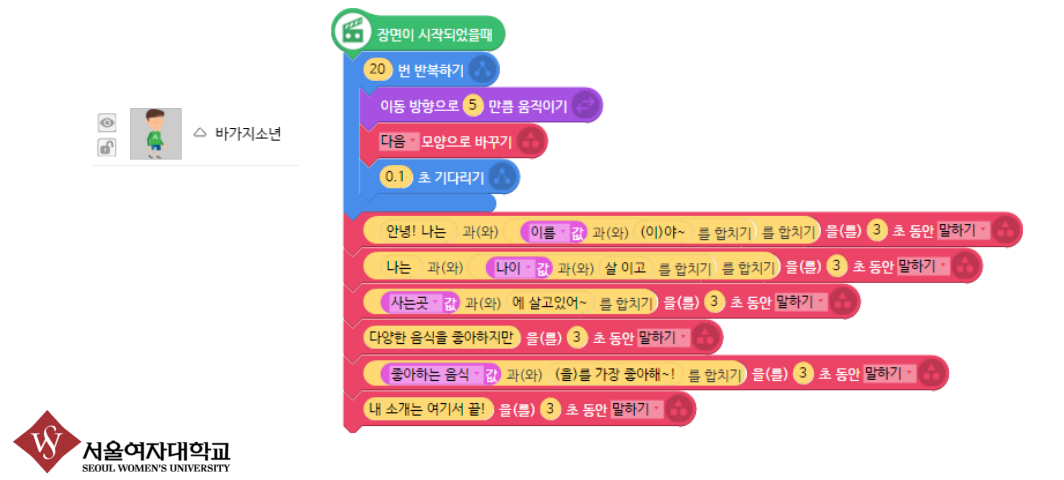 장면이 시작되었을때
20 번 반복하기
이동 방향으로 5 만큼 움직이기
다음 모양으로 바꾸기
0.1 초 기다리기
바가지소년
안녕! 나는 과(와) 이름 값 과(와) (이)야~ 를 합치기 를 합치기 을(를) 3 초 동안 말하기
나는 과(와) 나이 값 과(와) 살 이고 를 합치기 를 합치기 을(를) 3 초 동안 말하기
사는곳 값 과(와) 에 살고있어~ 를 합치기 을(를) 3 초 동안 말하기
다양한 음식을 좋아하지만 을(를) 3 초 동안 말하기
좋아하는 음식 값 과(와) (을)를 가장 좋아해~! 를 합치기 을(를) 3 초 동안 말하기
내 소개는 여기서 끝! 을(를) 3 초 동안 말하기
서울여자대학교
SEOUL WOMEN'S UNIVERSITY